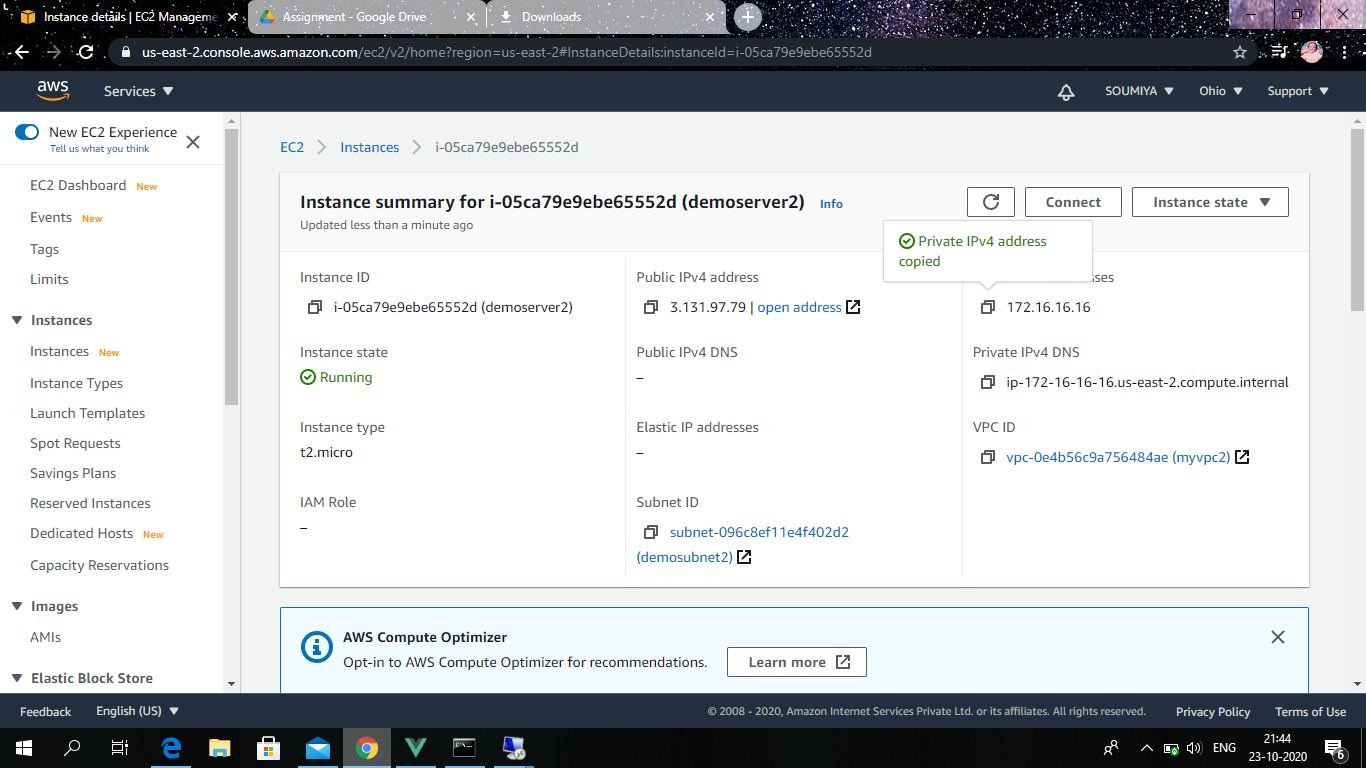 Instance details | EC2 Manageme
Assignment - Google Drive
Downloads
us-east-2.console.aws.amazon.com/ec2/v2/home?region=us-east-2#InstanceDetails:instanceId=i-05ca79e9ebe65552d
aws
Services
SOUMIYA
Ohio
Support
New EC2 Experience
Tell us what you think
EC2 Dashboard New
Events New
Tags
Limits
Instances
Instances New
Instance Types
Launch Templates
Spot Requests
Savings Plans
Reserved Instances
Dedicated Hosts New
Capacity Reservations
Images
AMIs
Elastic Block Store
EC2 > Instances > i-05ca79e9ebe65552d
Instance summary for i-05ca79e9ebe65552d (demoserver2) Info
Updated less than a minute ago
Connect
Instance state
Private IPv4 address
copied
Instance ID
i-05ca79e9ebe65552d (demoserver2)
Public IPv4 address
3.131.97.79 | open address
172.16.16.16
Instance state
Running
Public IPv4 DNS
–
Private IPv4 DNS
ip-172-16-16-16.us-east-2.compute.internal
Instance type
t2.micro
Elastic IP addresses
–
VPC ID
vpc-0e4b56c9a756484ae (myvpc2)
IAM Role
–
Subnet ID
subnet-096c8ef11e4f402d2
(demosubnet2)
AWS Compute Optimizer
Opt-in to AWS Compute Optimizer for recommendations.
Learn more
Feedback
English (US)
© 2008 - 2020, Amazon Internet Services Private Ltd. or its affiliates. All rights reserved.
Privacy Policy
Terms of Use
ENG
21:44
23-10-2020
6